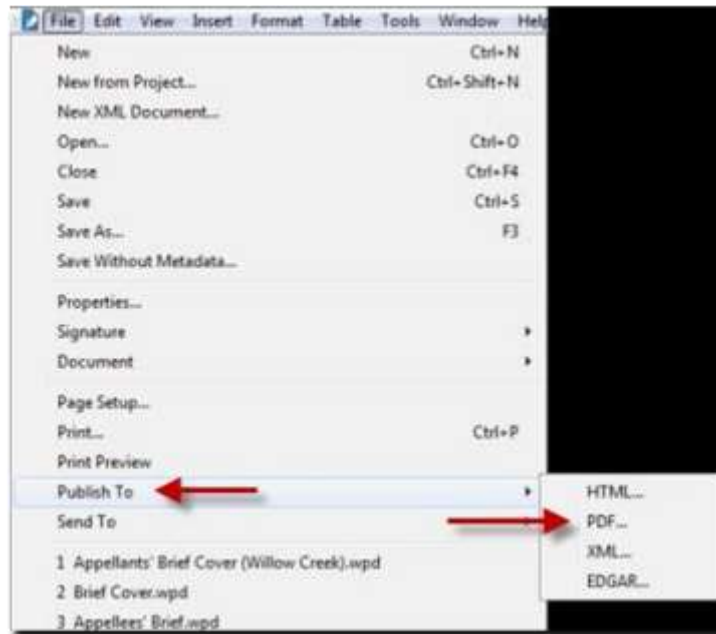 File Edit View Insert Format Table Tools Window Help
New Ctrl+N
New from Project... Ctrl+Shift+N
New XML Document...
Open... Ctrl+O
Close Ctrl+F4
Save Ctrl+S
Save As... F3
Save Without Metadata...
Properties...
Signature
Document
Page Setup...
Print... Ctrl+P
Print Preview
Publish To
HTML...
Send To
PDF...
XML...
EDGAR...
1 Appellants' Brief Cover (Willow Creek).wpd
2 Brief Cover.wpd
3 Appellees' Brief.wpd